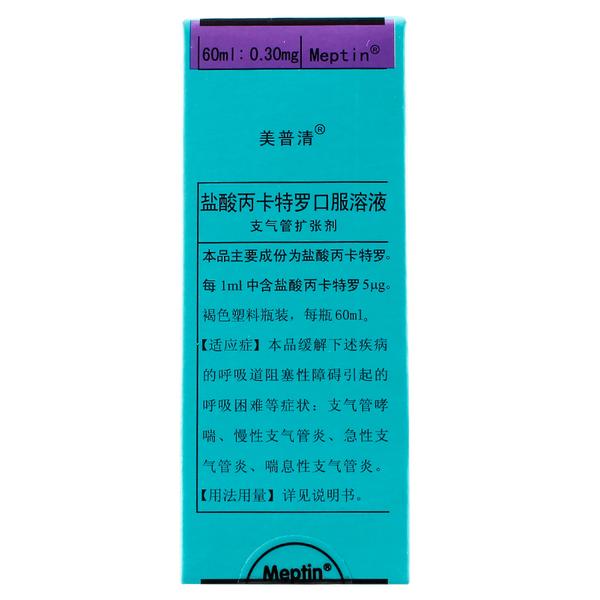 60ml:0.30mg Meptin®
美普清®
盐酸丙卡特罗口服溶液
支气管扩张剂
本品主要成份为盐酸丙卡特罗。
每1ml中含盐酸丙卡特罗5μg。
褐色塑料瓶装，每瓶60ml。
【适应症】本品缓解下述疾病
的呼吸道阻塞性障碍引起的
呼吸困难等症状：支气管哮
喘、慢性支气管炎、急性支
气管炎、喘息性支气管炎。
【用法用量】详见说明书。
Meptin®